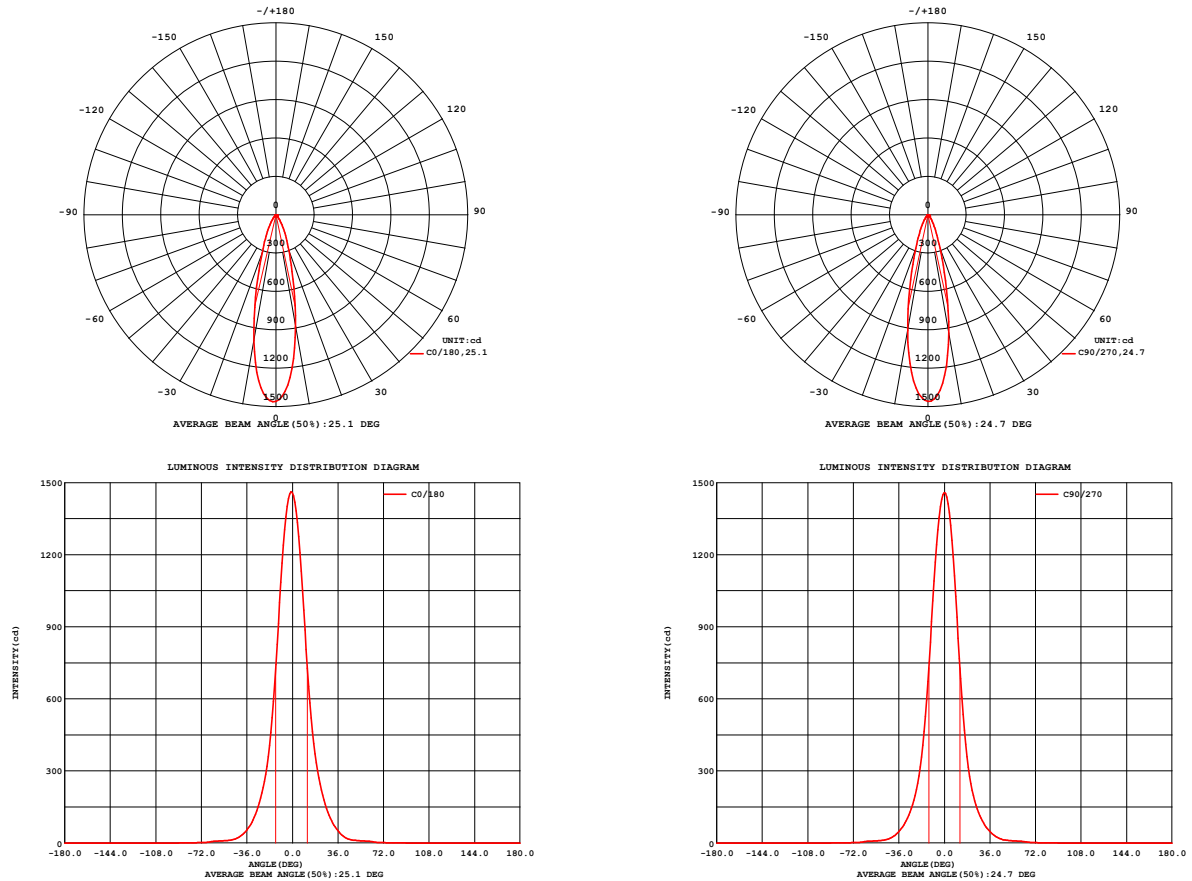 -/+180
-150 150
-120 120
-90 90
-60 60
-30 30
0
0
300
600
900
1200
1500
UNIT:cd
C0/180,25.1
AVERAGE BEAM ANGLE(50%):25.1 DEG
-/+180
-150 150
-120 120
-90 90
-60 60
-30 30
0
0
300
600
900
1200
1500
UNIT:cd
C90/270,24.7
AVERAGE BEAM ANGLE(50%):24.7 DEG
LUMINOUS INTENSITY DISTRIBUTION DIAGRAM
C0/180
INTENSITY(cd)
1500
1200
900
600
300
0
-180.0 -144.0 -108.0 -72.0 -36.0 0.0 36.0 72.0 108.0 144.0 180.0
ANGLE(DEG)
AVERAGE BEAM ANGLE(50%):25.1 DEG
LUMINOUS INTENSITY DISTRIBUTION DIAGRAM
C90/270
INTENSITY(cd)
1500
1200
900
600
300
0
-180.0 -144.0 -108.0 -72.0 -36.0 0.0 36.0 72.0 108.0 144.0 180.0
ANGLE(DEG)
AVERAGE BEAM ANGLE(50%):24.7 DEG